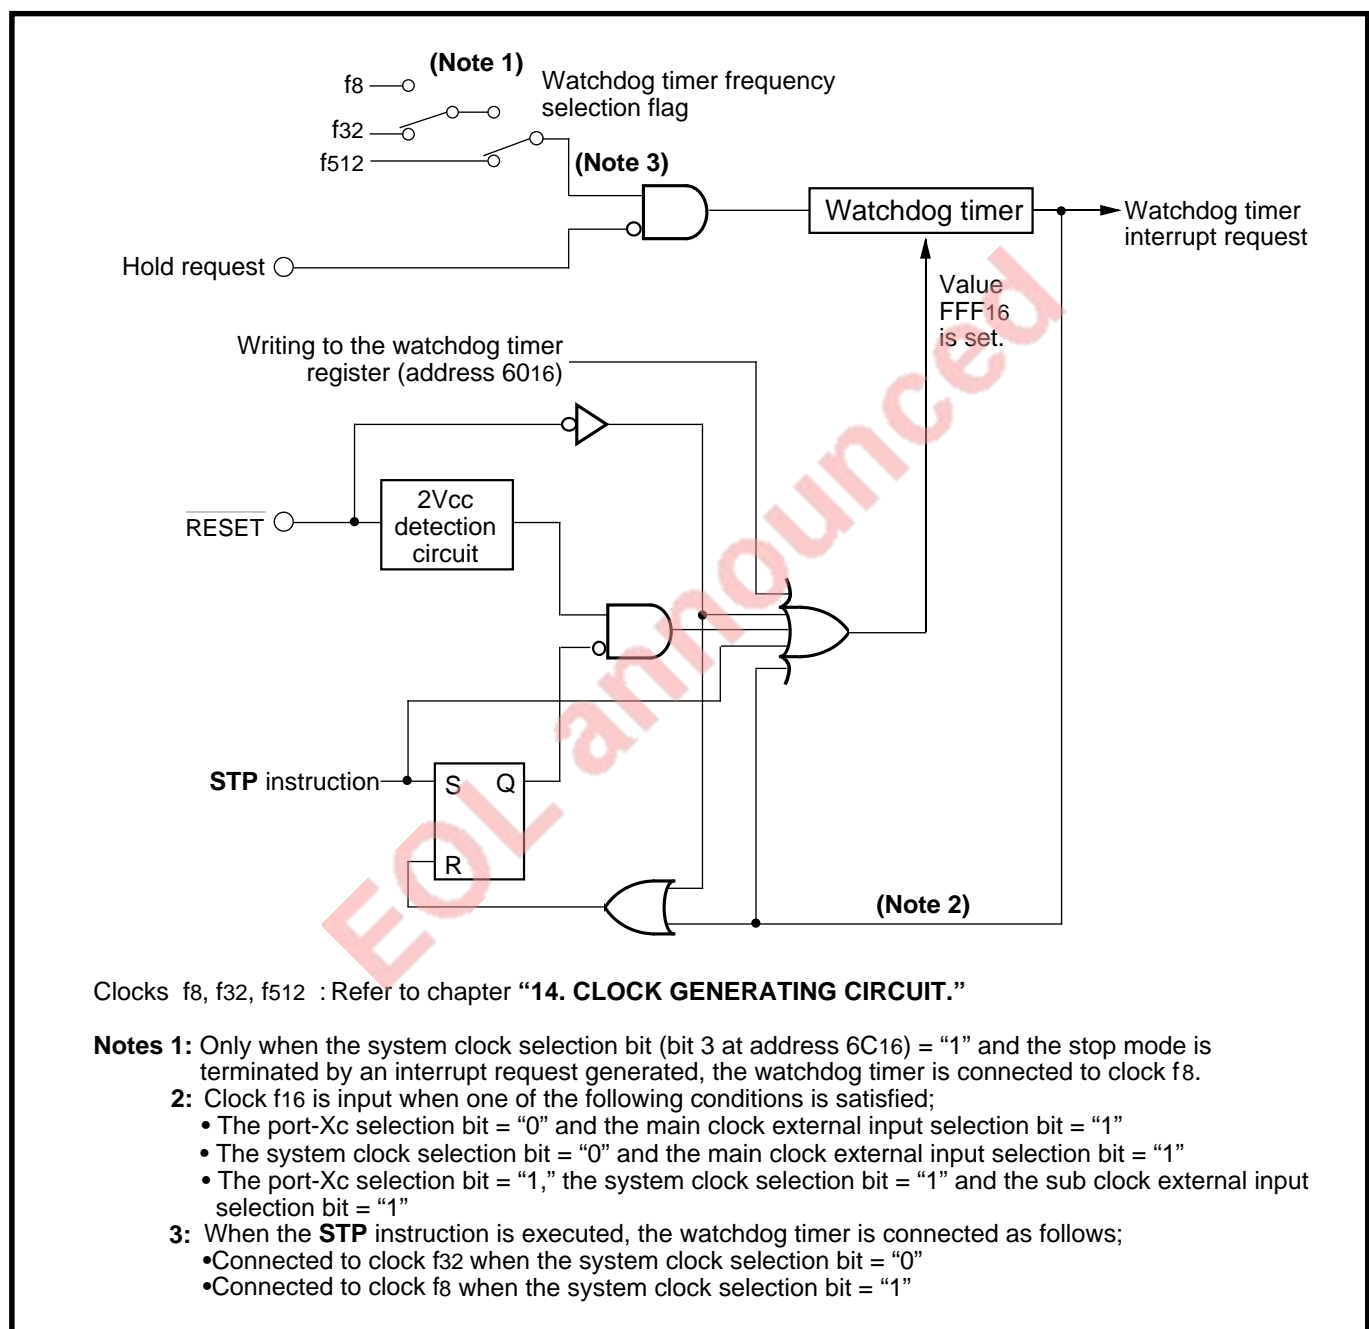 (Note 1)
f8
Watchdog timer frequency
selection flag
f32
f512
(Note 3)
Watchdog timer
Watchdog timer
interrupt request
Hold request
Value
FFF16
is set.
Writing to the watchdog timer
register (address 6016)
RESET
2Vcc
detection
circuit
STP instruction
S Q
R
(Note 2)
EOL announced
Clocks f8, f32, f512 : Refer to chapter “14. CLOCK GENERATING CIRCUIT.”
Notes 1: Only when the system clock selection bit (bit 3 at address 6C16) = “1” and the stop mode is
terminated by an interrupt request generated, the watchdog timer is connected to clock f8.
2: Clock f16 is input when one of the following conditions is satisfied;
• The port-Xc selection bit = “0” and the main clock external input selection bit = “1”
• The system clock selection bit = “0” and the main clock external input selection bit = “1”
• The port-Xc selection bit = “1,” the system clock selection bit = “1” and the sub clock external input
selection bit = “1”
3: When the STP instruction is executed, the watchdog timer is connected as follows;
•Connected to clock f32 when the system clock selection bit = “0”
•Connected to clock f8 when the system clock selection bit = “1”